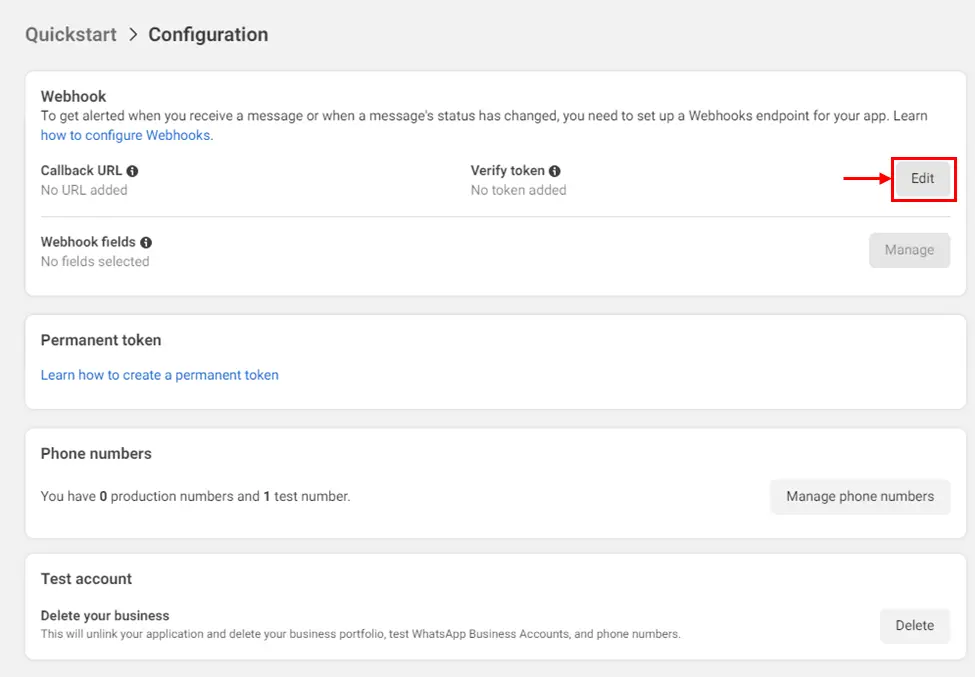 Quickstart > Configuration
Webhook
To get alerted when you receive a message or when a message's status has changed, you need to set up a Webhooks endpoint for your app. Learn
how to configure Webhooks.
Callback URL Verify token
No URL added No token added
Edit
Webhook fields
No fields selected
Manage
Permanent token
Learn how to create a permanent token
Phone numbers
You have 0 production numbers and 1 test number.
Manage phone numbers
Test account
Delete your business
This will unlink your application and delete your business portfolio, test WhatsApp Business Accounts, and phone numbers.
Delete